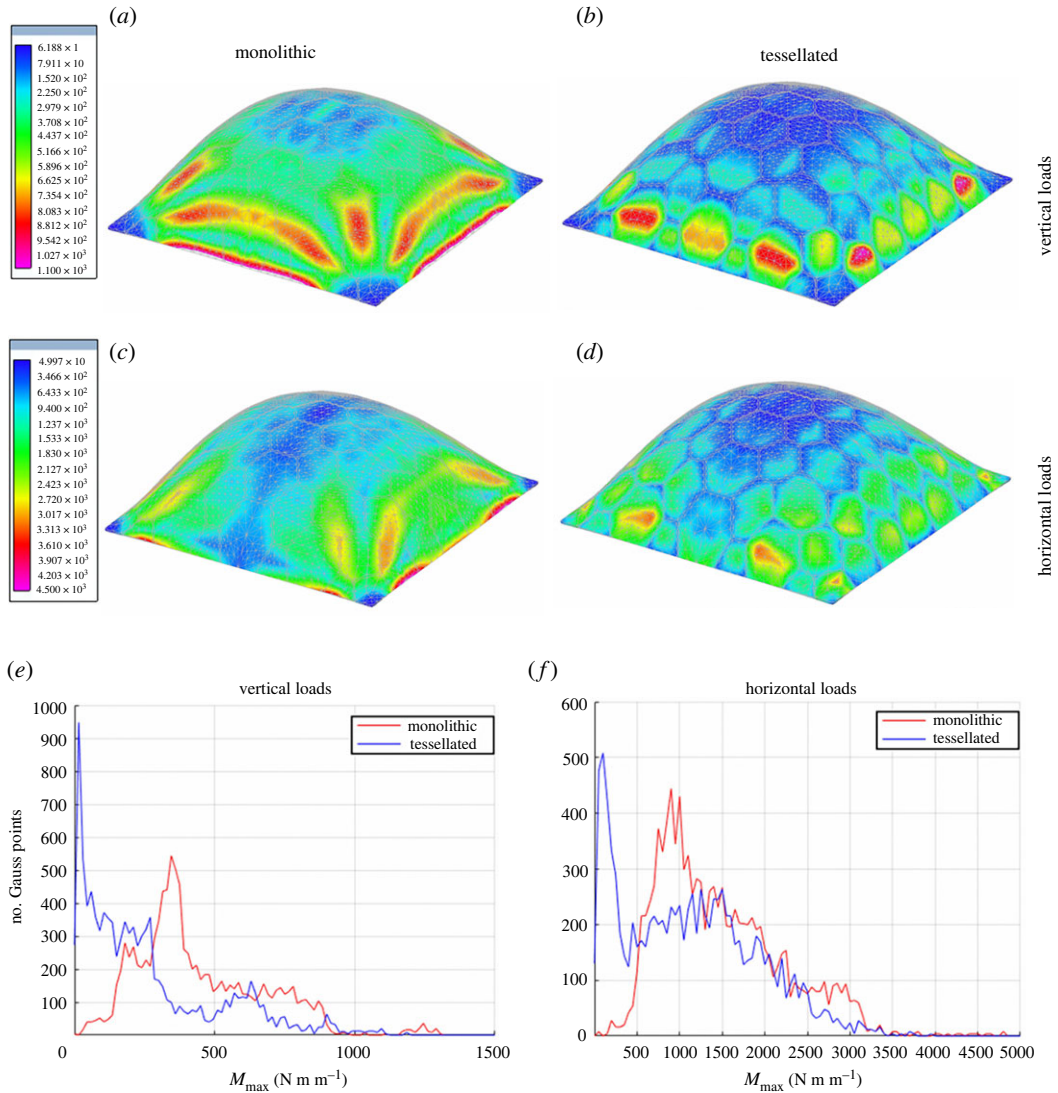 (a)
monolithic
(b)
tessellated
6.188 × 1
7.911 × 10
1.520 × 10²
2.250 × 10²
2.979 × 10²
3.708 × 10²
4.437 × 10²
5.166 × 10²
5.896 × 10²
6.625 × 10²
7.354 × 10²
8.083 × 10²
8.812 × 10²
9.542 × 10²
1.027 × 10³
1.100 × 10³
vertical loads
(c)
(d)
4.997 × 10
3.466 × 10²
6.433 × 10²
9.400 × 10²
1.237 × 10³
1.533 × 10³
1.830 × 10³
2.127 × 10³
2.423 × 10³
2.720 × 10³
3.017 × 10³
3.313 × 10³
3.610 × 10³
3.907 × 10³
4.203 × 10³
4.500 × 10³
horizontal loads
(e)
vertical loads
monolithic
tessellated
1000
900
800
700
600
500
400
300
200
100
no. Gauss points
0
500
1000
1500
M_max (N m m⁻¹)
(f)
horizontal loads
monolithic
tessellated
600
500
400
300
200
100
0
500
1000
1500
2000
2500
3000
3500
4000
4500
5000
M_max (N m m⁻¹)